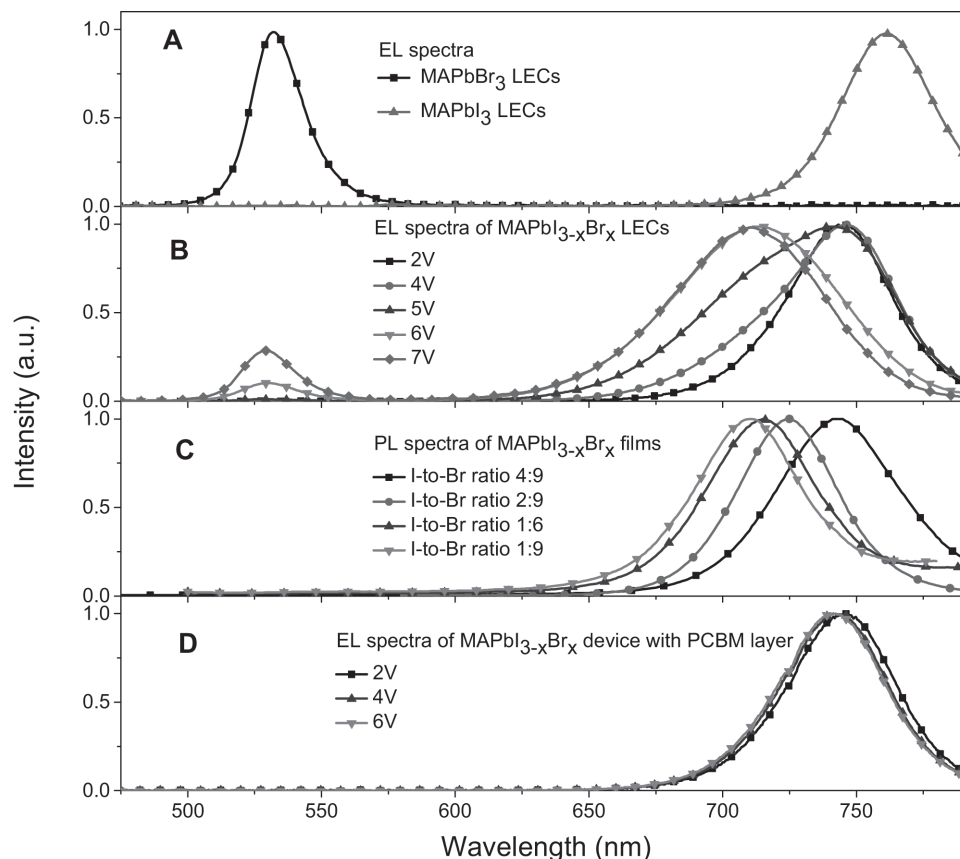 A
EL spectra
MAPbBr3 LECs
MAPbI3 LECs
1.0
0.5
0.0
B
EL spectra of MAPbI3-xBrx LECs
2V
4V
5V
6V
7V
1.0
0.5
0.0
C
PL spectra of MAPbI3-xBrx films
I-to-Br ratio 4:9
I-to-Br ratio 2:9
I-to-Br ratio 1:6
I-to-Br ratio 1:9
1.0
0.5
0.0
D
EL spectra of MAPbI3-xBrx device with PCBM layer
2V
4V
6V
1.0
0.5
0.0
500 550 600 650 700 750
Wavelength (nm)
Intensity (a.u.)